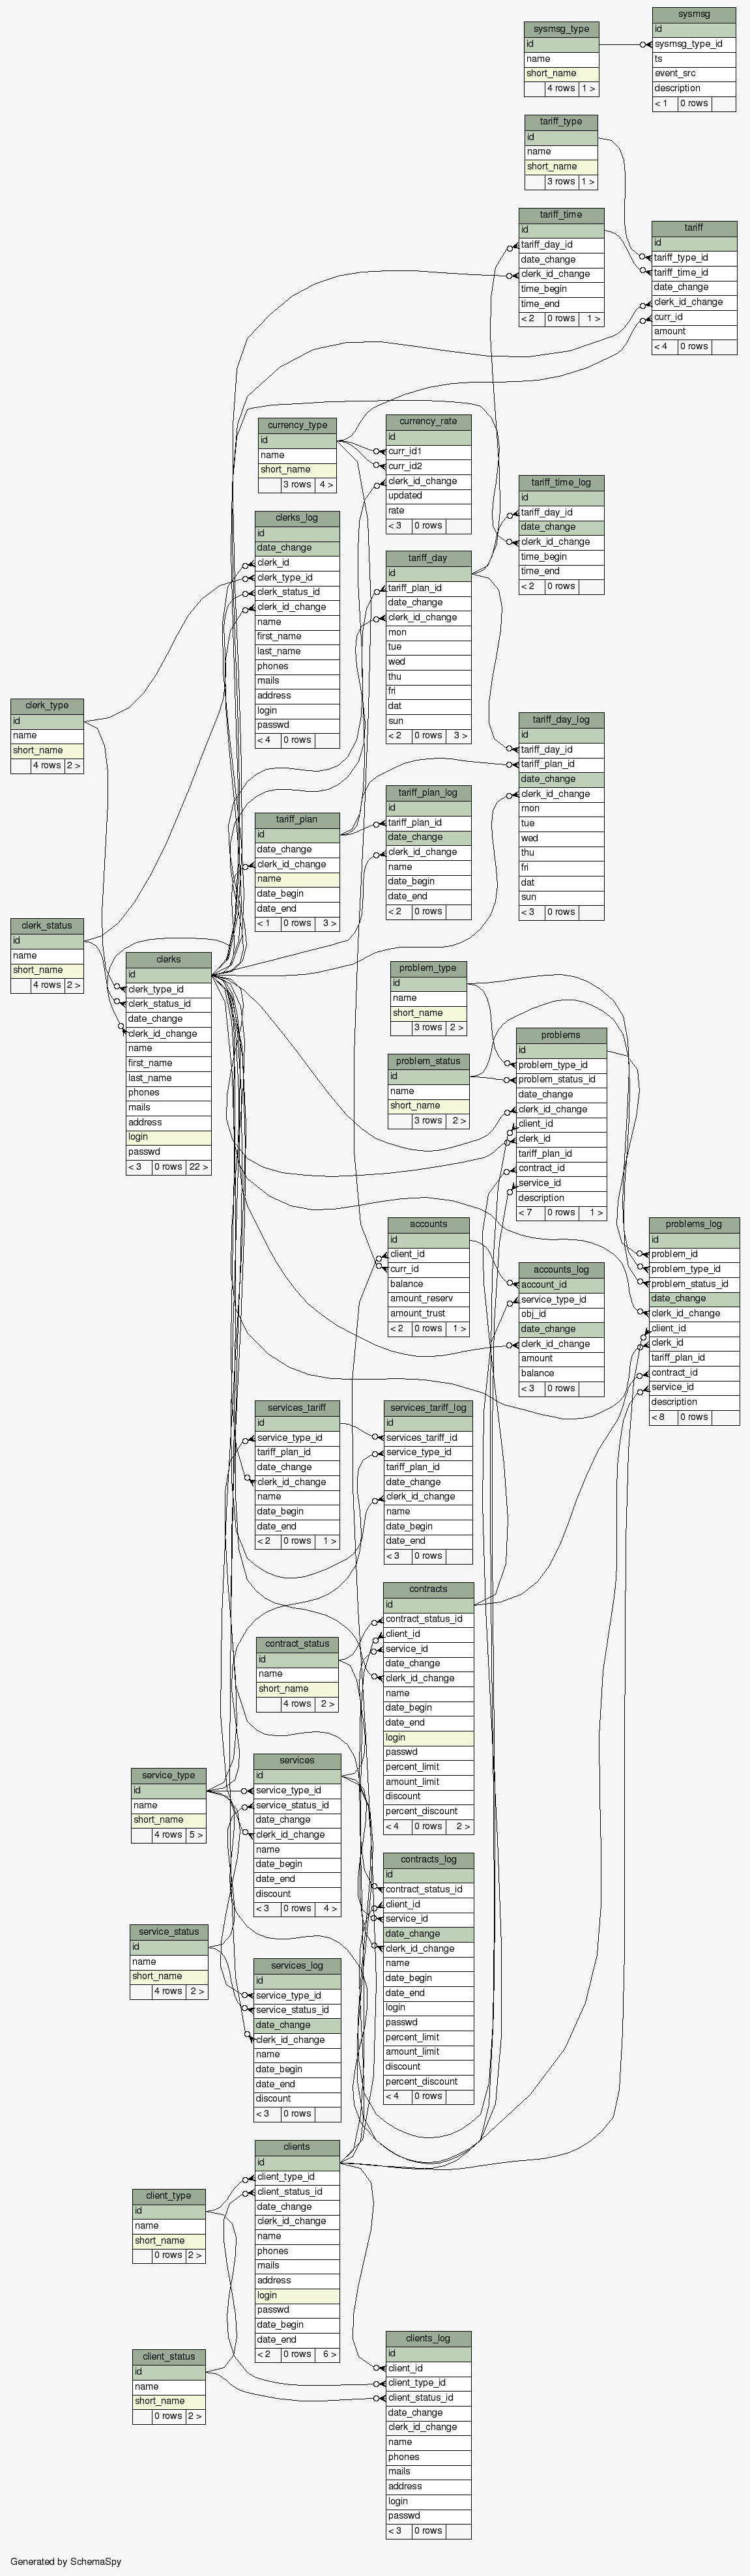 sysmsg
id
sysmsg_type_id
ts
event_src
description
< 1 0 rows
sysmsg_type
id
name
short_name
4 rows 1 >
tariff_type
id
name
short_name
3 rows 1 >
tariff_time
id
tariff_day_id
date_change
clerk_id_change
time_begin
time_end
< 2 0 rows 1 >
tariff
id
tariff_type_id
tariff_time_id
date_change
clerk_id_change
curr_id
amount
< 4 0 rows
currency_type
id
name
short_name
3 rows 4 >
currency_rate
id
curr_id1
curr_id2
clerk_id_change
updated
rate
< 3 0 rows
tariff_time_log
id
tariff_day_id
date_change
clerk_id_change
time_begin
time_end
< 2 0 rows
clerks_log
id
date_change
clerk_id
clerk_type_id
clerk_status_id
clerk_id_change
name
first_name
last_name
phones
mails
address
login
passwd
< 4 0 rows
tariff_day
id
tariff_plan_id
date_change
clerk_id_change
mon
tue
wed
thu
fri
dat
sun
< 2 0 rows 3 >
clerk_type
id
name
short_name
4 rows 2 >
tariff_day_log
id
tariff_day_id
tariff_plan_id
date_change
clerk_id_change
mon
tue
wed
thu
fri
dat
sun
< 3 0 rows
tariff_plan
id
date_change
clerk_id_change
name
date_begin
date_end
< 1 0 rows 3 >
tariff_plan_log
id
tariff_plan_id
date_change
clerk_id_change
name
date_begin
date_end
< 2 0 rows
clerk_status
id
name
short_name
4 rows 2 >
clerks
id
clerk_type_id
clerk_status_id
date_change
clerk_id_change
name
first_name
last_name
phones
mails
address
login
passwd
< 3 0 rows 22 >
problem_type
id
name
short_name
3 rows 2 >
problem_status
id
name
short_name
3 rows 2 >
problems
id
problem_type_id
problem_status_id
date_change
clerk_id_change
client_id
clerk_id
tariff_plan_id
contract_id
service_id
description
< 7 0 rows 1 >
accounts
id
client_id
curr_id
balance
amount_reserv
amount_trust
< 2 0 rows 1 >
accounts_log
account_id
service_type_id
obj_id
date_change
clerk_id_change
amount
balance
< 3 0 rows
problems_log
id
problem_id
problem_type_id
problem_status_id
date_change
clerk_id_change
client_id
clerk_id
tariff_plan_id
contract_id
service_id
description
< 8 0 rows
services_tariff
id
service_type_id
tariff_plan_id
date_change
clerk_id_change
name
date_begin
date_end
< 2 0 rows 1 >
services_tariff_log
id
services_tariff_id
service_type_id
tariff_plan_id
date_change
clerk_id_change
name
date_begin
date_end
< 3 0 rows
contracts
id
contract_status_id
client_id
service_id
date_change
clerk_id_change
name
date_begin
date_end
login
passwd
percent_limit
amount_limit
discount
percent_discount
< 4 0 rows 2 >
contract_status
id
name
short_name
4 rows 2 >
service_type
id
name
short_name
4 rows 5 >
services
id
service_type_id
service_status_id
date_change
clerk_id_change
name
date_begin
date_end
discount
< 3 0 rows 4 >
contracts_log
id
contract_status_id
client_id
service_id
date_change
clerk_id_change
name
date_begin
date_end
login
passwd
percent_limit
amount_limit
discount
percent_discount
< 4 0 rows
service_status
id
name
short_name
4 rows 2 >
services_log
id
service_type_id
service_status_id
date_change
clerk_id_change
name
date_begin
date_end
discount
< 3 0 rows
clients
id
client_type_id
client_status_id
date_change
clerk_id_change
name
phones
mails
address
login
passwd
date_begin
date_end
< 2 0 rows 6 >
client_type
id
name
short_name
0 rows 2 >
client_status
id
name
short_name
0 rows 2 >
clients_log
id
client_id
client_type_id
client_status_id
date_change
clerk_id_change
name
phones
mails
address
login
passwd
< 3 0 rows
Generated by SchemaSpy